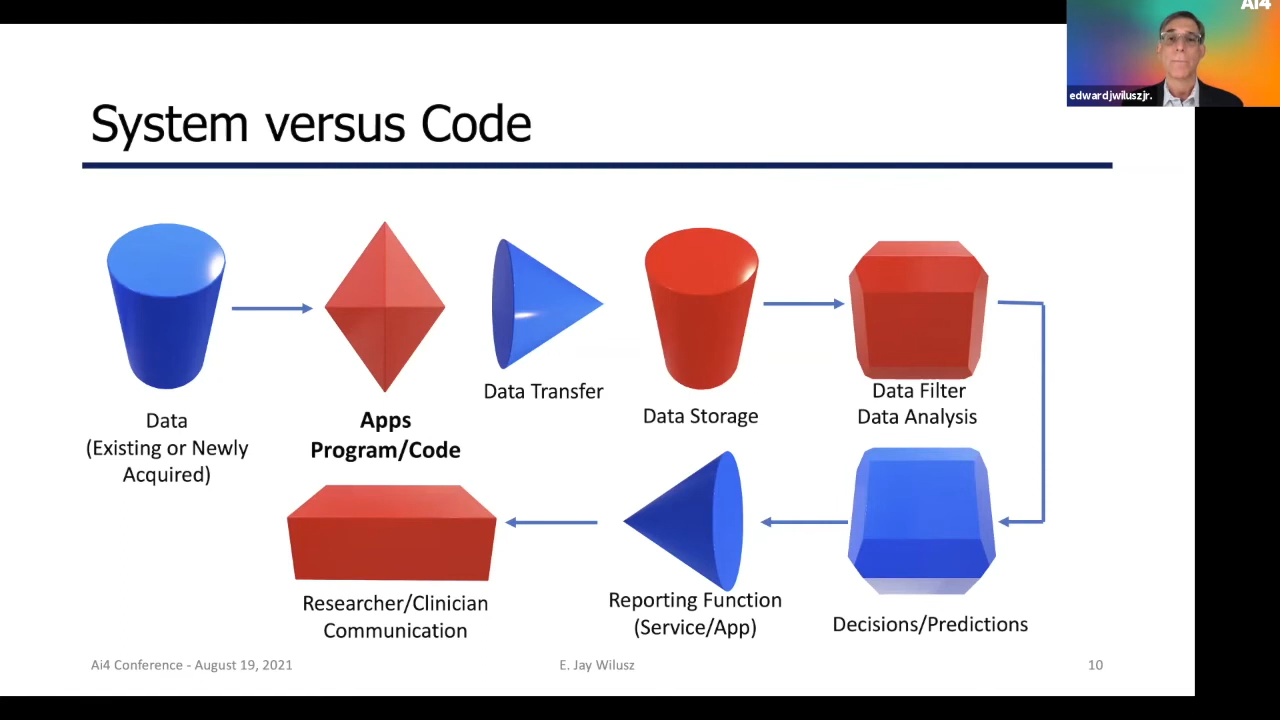 Ai4
edwardjwiluszjr.
System versus Code
Data
(Existing or Newly
Acquired)
Apps
Program/Code
Data Transfer
Data Storage
Data Filter
Data Analysis
Researcher/Clinician
Communication
Reporting Function
(Service/App)
Decisions/Predictions
Ai4 Conference - August 19, 2021
E. Jay Wilusz
10